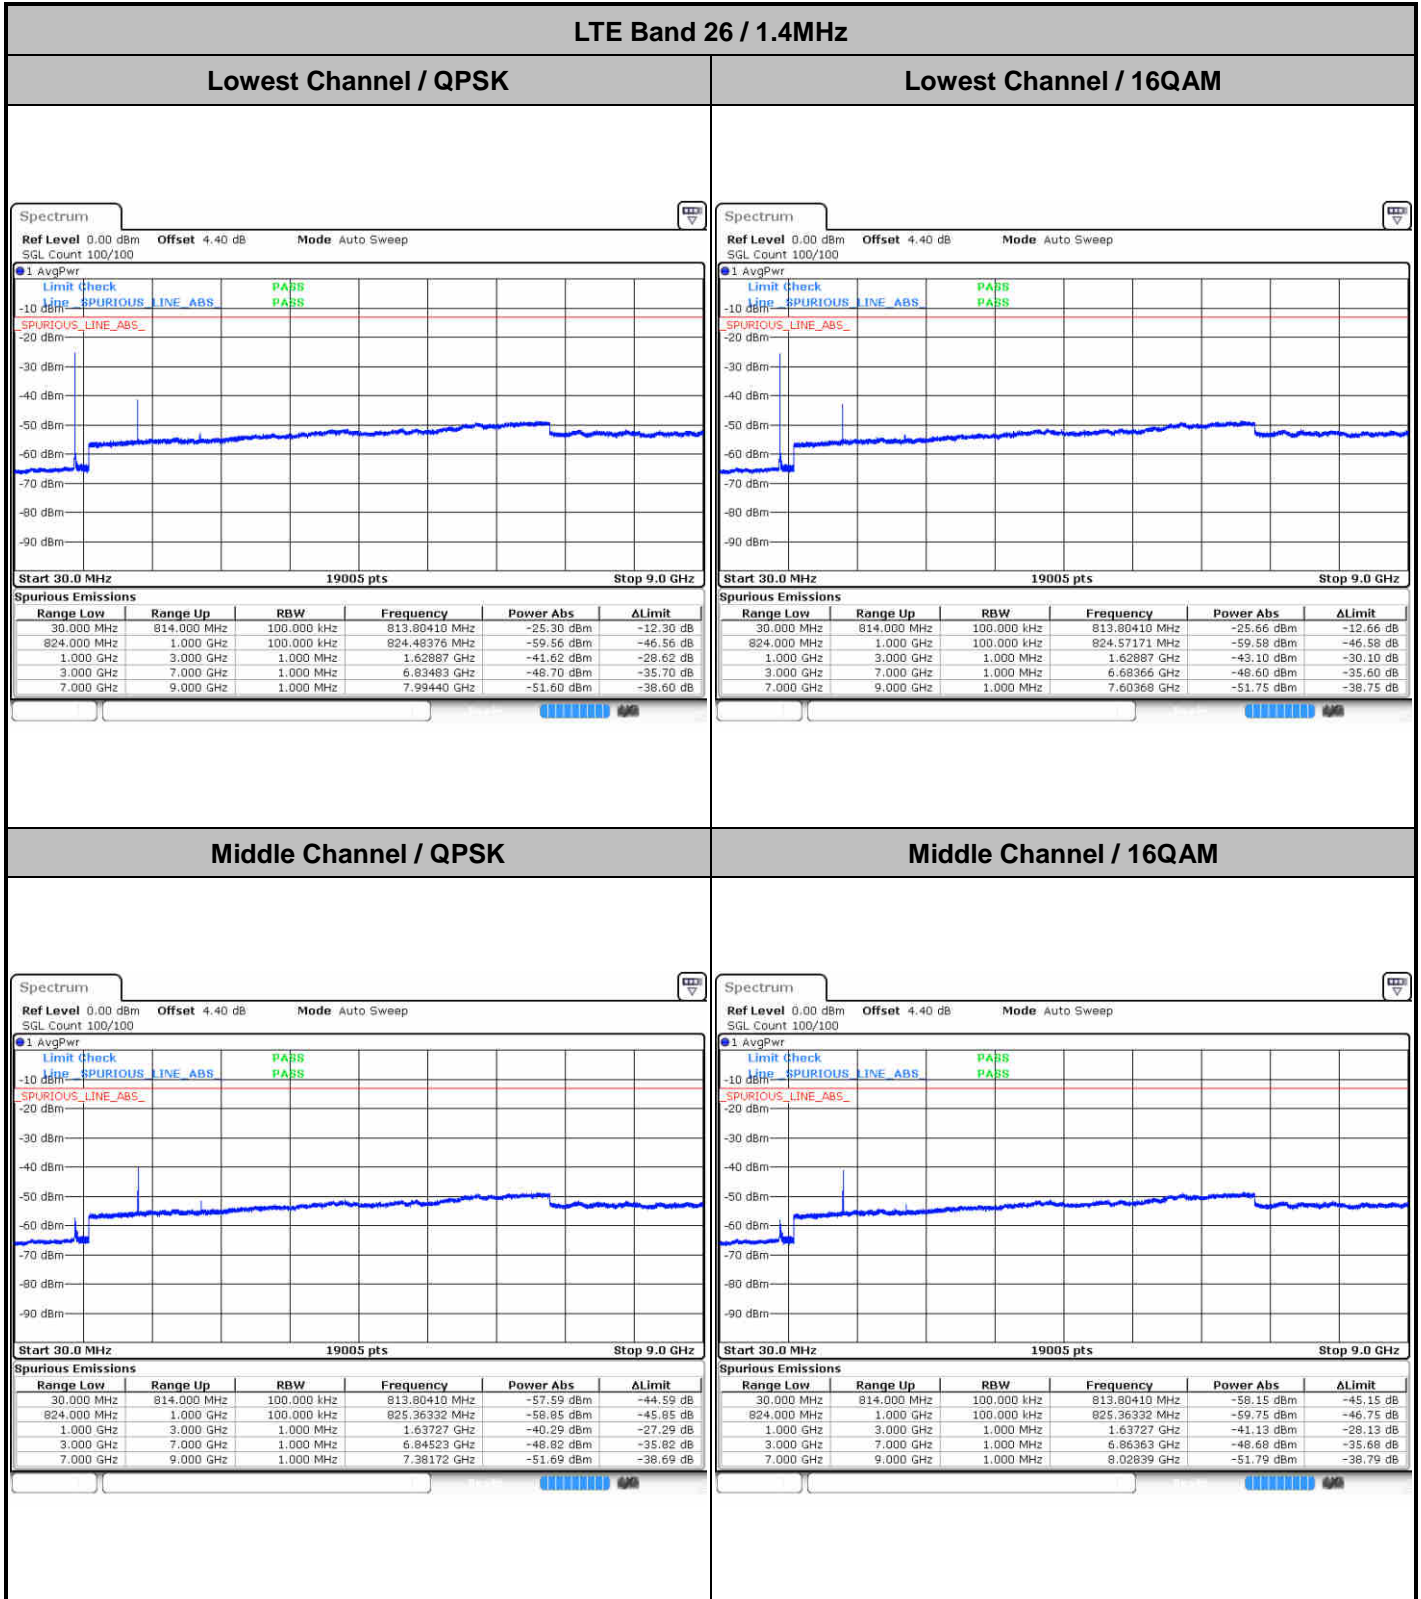 LTE Band 26 / 1.4MHz
Lowest Channel / QPSK
Lowest Channel / 16QAM
Spectrum
Ref Level 0.00 dBm Offset 4.40 dB Mode Auto Sweep
SGL Count 100/100
1 AvgPwr
Limit Check PASS
Line _SPURIOUS_LINE_ABS_ PASS
-10 dBm
_SPURIOUS_LINE_ABS_
-20 dBm
-30 dBm
-40 dBm
-50 dBm
-60 dBm
-70 dBm
-80 dBm
-90 dBm
Start 30.0 MHz 19005 pts Stop 9.0 GHz
Spurious Emissions
Range Low Range Up RBW Frequency Power Abs ΔLimit
30.000 MHz 814.000 MHz 100.000 kHz 813.80410 MHz -25.30 dBm -12.30 dB
824.000 MHz 1.000 GHz 100.000 kHz 824.48376 MHz -59.56 dBm -46.56 dB
1.000 GHz 3.000 GHz 1.000 MHz 1.62887 GHz -41.62 dBm -28.62 dB
3.000 GHz 7.000 GHz 1.000 MHz 6.83483 GHz -48.70 dBm -35.70 dB
7.000 GHz 9.000 GHz 1.000 MHz 7.99440 GHz -51.60 dBm -38.60 dB
Spectrum
Ref Level 0.00 dBm Offset 4.40 dB Mode Auto Sweep
SGL Count 100/100
1 AvgPwr
Limit Check PASS
Line _SPURIOUS_LINE_ABS_ PASS
-10 dBm
_SPURIOUS_LINE_ABS_
-20 dBm
-30 dBm
-40 dBm
-50 dBm
-60 dBm
-70 dBm
-80 dBm
-90 dBm
Start 30.0 MHz 19005 pts Stop 9.0 GHz
Spurious Emissions
Range Low Range Up RBW Frequency Power Abs ΔLimit
30.000 MHz 814.000 MHz 100.000 kHz 813.80410 MHz -25.66 dBm -12.66 dB
824.000 MHz 1.000 GHz 100.000 kHz 824.57171 MHz -59.58 dBm -46.58 dB
1.000 GHz 3.000 GHz 1.000 MHz 1.62887 GHz -43.10 dBm -30.10 dB
3.000 GHz 7.000 GHz 1.000 MHz 6.68366 GHz -48.60 dBm -35.60 dB
7.000 GHz 9.000 GHz 1.000 MHz 7.60368 GHz -51.75 dBm -38.75 dB
Middle Channel / QPSK
Middle Channel / 16QAM
Spectrum
Ref Level 0.00 dBm Offset 4.40 dB Mode Auto Sweep
SGL Count 100/100
1 AvgPwr
Limit Check PASS
Line _SPURIOUS_LINE_ABS_ PASS
-10 dBm
_SPURIOUS_LINE_ABS_
-20 dBm
-30 dBm
-40 dBm
-50 dBm
-60 dBm
-70 dBm
-80 dBm
-90 dBm
Start 30.0 MHz 19005 pts Stop 9.0 GHz
Spurious Emissions
Range Low Range Up RBW Frequency Power Abs ΔLimit
30.000 MHz 814.000 MHz 100.000 kHz 813.80410 MHz -57.59 dBm -44.59 dB
824.000 MHz 1.000 GHz 100.000 kHz 825.36332 MHz -58.85 dBm -45.85 dB
1.000 GHz 3.000 GHz 1.000 MHz 1.63727 GHz -40.29 dBm -27.29 dB
3.000 GHz 7.000 GHz 1.000 MHz 6.84523 GHz -48.82 dBm -35.82 dB
7.000 GHz 9.000 GHz 1.000 MHz 7.38172 GHz -51.69 dBm -38.69 dB
Spectrum
Ref Level 0.00 dBm Offset 4.40 dB Mode Auto Sweep
SGL Count 100/100
1 AvgPwr
Limit Check PASS
Line _SPURIOUS_LINE_ABS_ PASS
-10 dBm
_SPURIOUS_LINE_ABS_
-20 dBm
-30 dBm
-40 dBm
-50 dBm
-60 dBm
-70 dBm
-80 dBm
-90 dBm
Start 30.0 MHz 19005 pts Stop 9.0 GHz
Spurious Emissions
Range Low Range Up RBW Frequency Power Abs ΔLimit
30.000 MHz 814.000 MHz 100.000 kHz 813.80410 MHz -58.15 dBm -45.15 dB
824.000 MHz 1.000 GHz 100.000 kHz 825.36332 MHz -59.75 dBm -46.75 dB
1.000 GHz 3.000 GHz 1.000 MHz 1.63727 GHz -41.13 dBm -28.13 dB
3.000 GHz 7.000 GHz 1.000 MHz 6.86363 GHz -48.68 dBm -35.68 dB
7.000 GHz 9.000 GHz 1.000 MHz 8.02839 GHz -51.79 dBm -38.79 dB